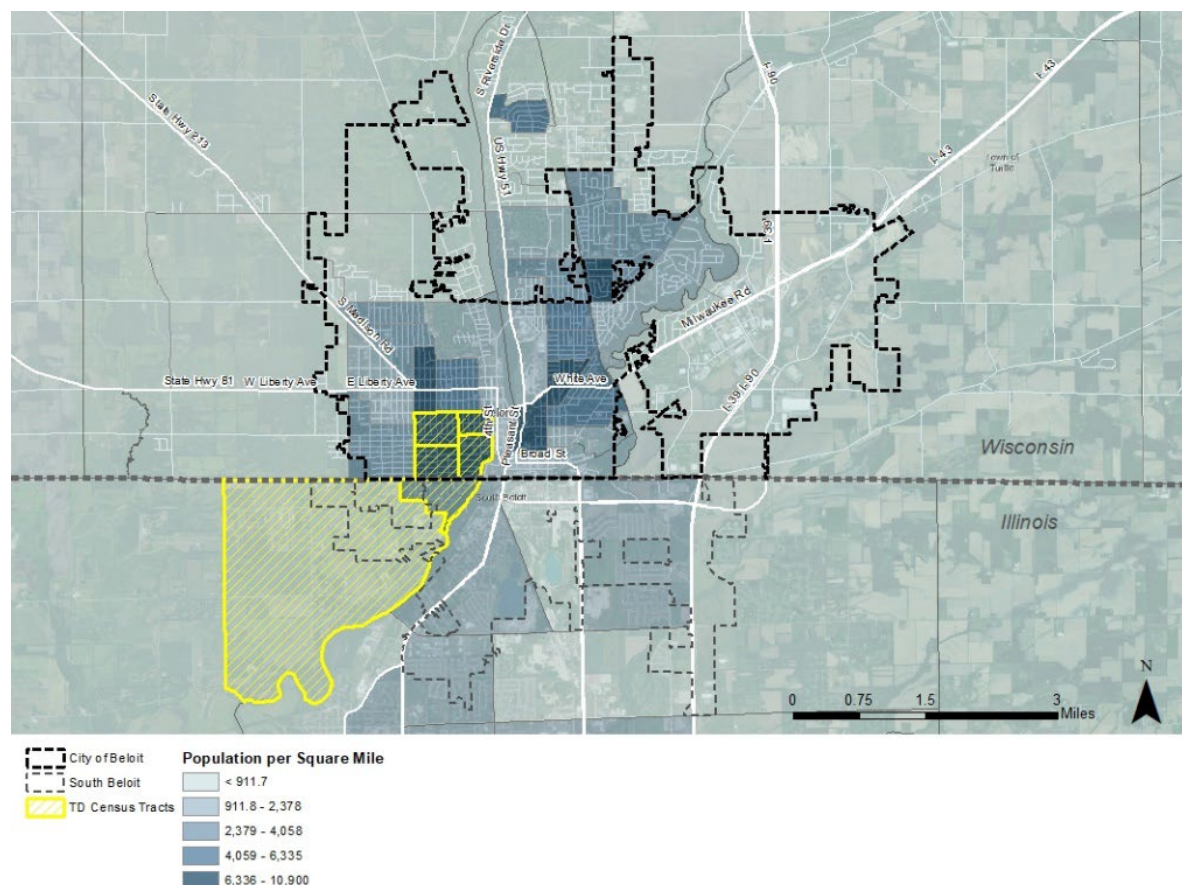 S Riverside Dr
I- 90
I- 43
State Hwy 213
US Hwy 51
I- 43
Town of
Turtle
I-39
S Madison Rd
Milwaukee Rd
State Hwy 81
W Liberty Ave
E Liberty Ave
White Ave
I-39 I-90
4th St
Pleasant St
Broad St
Wisconsin
South Beloit
Illinois
N
0
0.75
1.5
3
Miles
City of Beloit
South Beloit
TD Census Tracts
Population per Square Mile
< 911.7
911.8 - 2,378
2,379 - 4,058
4,059 - 6,335
6,336 - 10,900